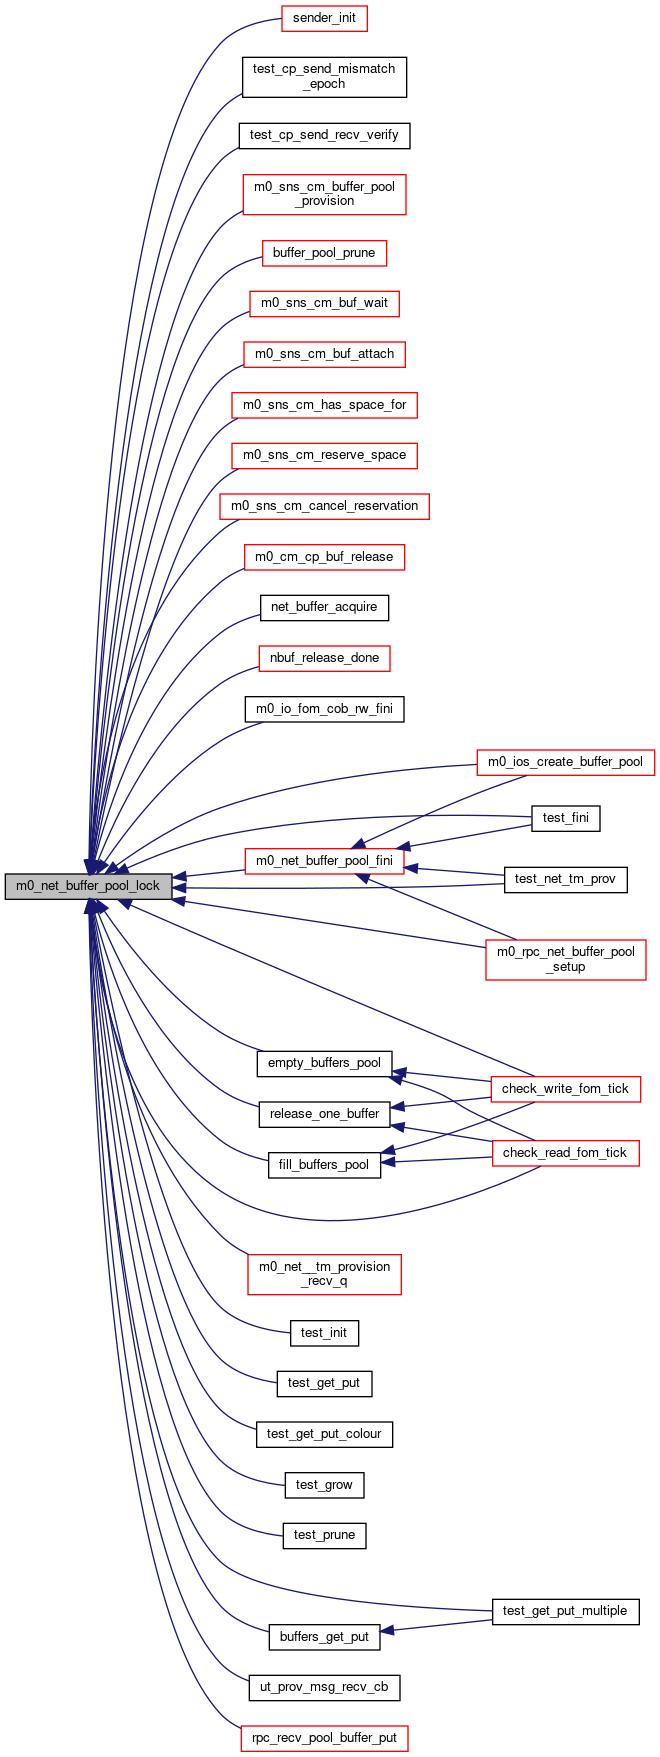 sender_init
test_cp_send_mismatch
_epoch
test_cp_send_recv_verify
m0_sns_cm_buffer_pool
_provision
buffer_pool_prune
m0_sns_cm_buf_wait
m0_sns_cm_buf_attach
m0_sns_cm_has_space_for
m0_sns_cm_reserve_space
m0_sns_cm_cancel_reservation
m0_cm_cp_buf_release
net_buffer_acquire
nbuf_release_done
m0_io_fom_cob_rw_fini
m0_ios_create_buffer_pool
test_fini
m0_net_buffer_pool_fini
test_net_tm_prov
m0_net_buffer_pool_lock
m0_rpc_net_buffer_pool
_setup
empty_buffers_pool
check_write_fom_tick
release_one_buffer
check_read_fom_tick
fill_buffers_pool
m0_net__tm_provision
_recv_q
test_init
test_get_put
test_get_put_colour
test_grow
test_prune
test_get_put_multiple
buffers_get_put
ut_prov_msg_recv_cb
rpc_recv_pool_buffer_put